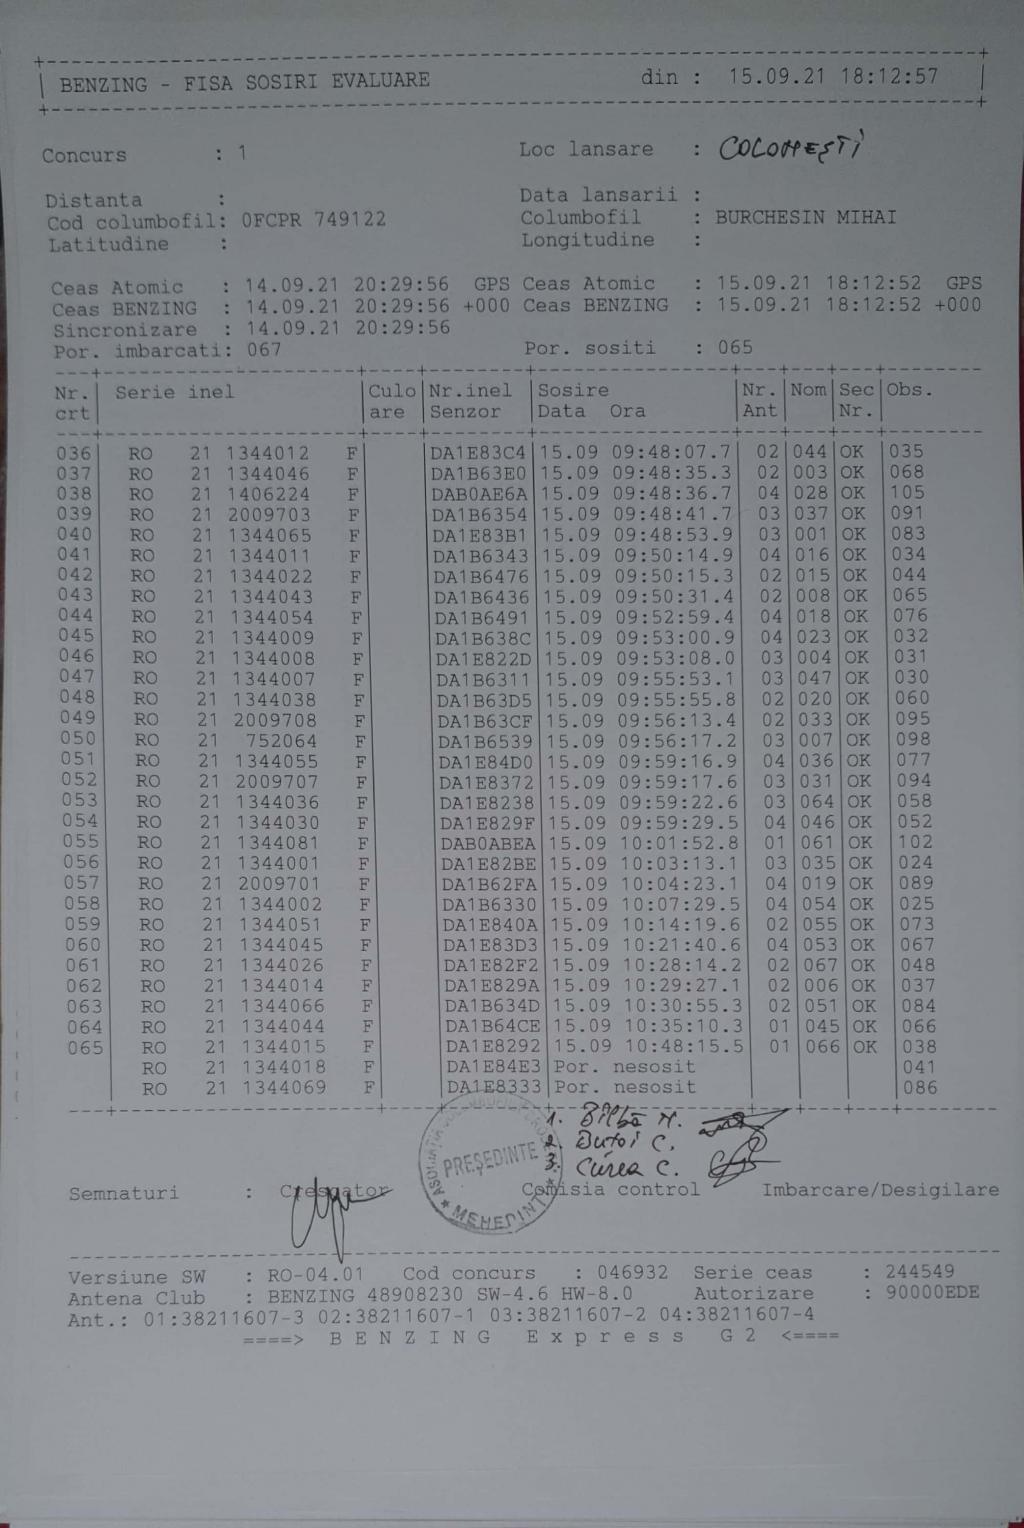 BENZING - FISA SOSIRI EVALUARE din : 15.09.21 18:12:57
Concurs : 1 Loc lansare : COLONEȘTI
Distanta : Data lansarii :
Cod columbofil: 0FCPR 749122 Columbofil : BURCHESIN MIHAI
Latitudine : Longitudine :
Ceas Atomic : 14.09.21 20:29:56 GPS Ceas Atomic : 15.09.21 18:12:52 GPS
Ceas BENZING : 14.09.21 20:29:56 +000 Ceas BENZING : 15.09.21 18:12:52 +000
Sincronizare : 14.09.21 20:29:56
Por. imbarcati: 067 Por. sositi : 065
Nr. Serie inel Culo Nr.inel Sosire Nr. Nom Sec Obs.
crt are Senzor Data Ora Ant Nr.
036 RO 21 1344012 F DA1E83C4 15.09 09:48:07.7 02 044 OK 035
037 RO 21 1344046 F DA1B63E0 15.09 09:48:35.3 02 003 OK 068
038 RO 21 1406224 F DAB0AE6A 15.09 09:48:36.7 04 028 OK 105
039 RO 21 2009703 F DA1B6354 15.09 09:48:41.7 03 037 OK 091
040 RO 21 1344065 F DA1E83B1 15.09 09:48:53.9 03 001 OK 083
041 RO 21 1344011 F DA1B6343 15.09 09:50:14.9 04 016 OK 034
042 RO 21 1344022 F DA1B6476 15.09 09:50:15.3 02 015 OK 044
043 RO 21 1344043 F DA1B6436 15.09 09:50:31.4 02 008 OK 065
044 RO 21 1344054 F DA1B6491 15.09 09:52:59.4 04 018 OK 076
045 RO 21 1344009 F DA1B638C 15.09 09:53:00.9 04 023 OK 032
046 RO 21 1344008 F DA1E822D 15.09 09:53:08.0 03 004 OK 031
047 RO 21 1344007 F DA1B6311 15.09 09:55:53.1 03 047 OK 030
048 RO 21 1344038 F DA1B63D5 15.09 09:55:55.8 02 020 OK 060
049 RO 21 2009708 F DA1B63CF 15.09 09:56:13.4 02 033 OK 095
050 RO 21 752064 F DA1B6539 15.09 09:56:17.2 03 007 OK 098
051 RO 21 1344055 F DA1E84D0 15.09 09:59:16.9 04 036 OK 077
052 RO 21 2009707 F DA1E8372 15.09 09:59:17.6 03 031 OK 094
053 RO 21 1344036 F DA1E8238 15.09 09:59:22.6 03 064 OK 058
054 RO 21 1344030 F DA1E829F 15.09 09:59:29.5 04 046 OK 052
055 RO 21 1344081 F DAB0ABEA 15.09 10:01:52.8 01 061 OK 102
056 RO 21 1344001 F DA1E82BE 15.09 10:03:13.1 03 035 OK 024
057 RO 21 2009701 F DA1B62FA 15.09 10:04:23.1 04 019 OK 089
058 RO 21 1344002 F DA1B6330 15.09 10:07:29.5 04 054 OK 025
059 RO 21 1344051 F DA1E840A 15.09 10:14:19.6 02 055 OK 073
060 RO 21 1344045 F DA1E83D3 15.09 10:21:40.6 04 053 OK 067
061 RO 21 1344026 F DA1E82F2 15.09 10:28:14.2 02 067 OK 048
062 RO 21 1344014 F DA1E829A 15.09 10:29:27.1 02 006 OK 037
063 RO 21 1344066 F DA1B634D 15.09 10:30:55.3 02 051 OK 084
064 RO 21 1344044 F DA1B64CE 15.09 10:35:10.3 01 045 OK 066
065 RO 21 1344015 F DA1E8292 15.09 10:48:15.5 01 066 OK 038
RO 21 1344018 F DA1E84E3 Por. nesosit 041
RO 21 1344069 F DA1E8333 Por. nesosit 086
1. Bîlbă M.
2. Butoi C.
3. Cúrea C.
PREȘEDINTE
MEHEDINȚI
Semnaturi : Crescator Comisia control Imbarcare/Desigilare
Versiune SW : RO-04.01 Cod concurs : 046932 Serie ceas : 244549
Antena Club : BENZING 48908230 SW-4.6 HW-8.0 Autorizare : 90000EDE
Ant.: 01:38211607-3 02:38211607-1 03:38211607-2 04:38211607-4
====> B E N Z I N G E x p r e s s G 2 <====